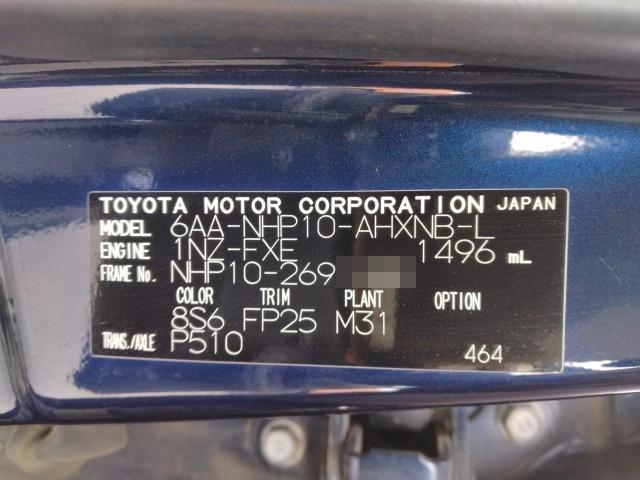 TOYOTA MOTOR CORPORATION JAPAN
MODEL 6AA-NHP10-AHXNB-L
ENGINE 1NZ-FXE 1496 mL
FRAME No. NHP10-269
COLOR TRIM PLANT OPTION
8S6 FP25 M31
TRANS./AXLE P510
464